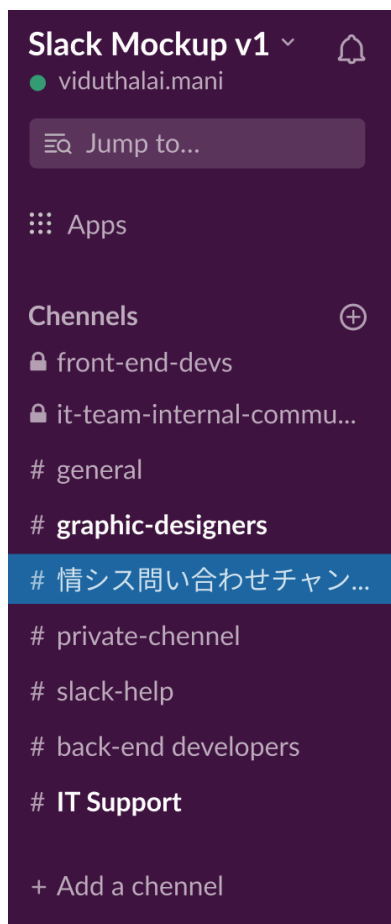 Slack Mockup v1
viduthalai.mani
Jump to...
Apps
Chennels
front-end-devs
it-team-internal-commu...
# general
# graphic-designers
# 情シス問い合わせチャン...
# private-chennel
# slack-help
# back-end developers
# IT Support
+ Add a chennel